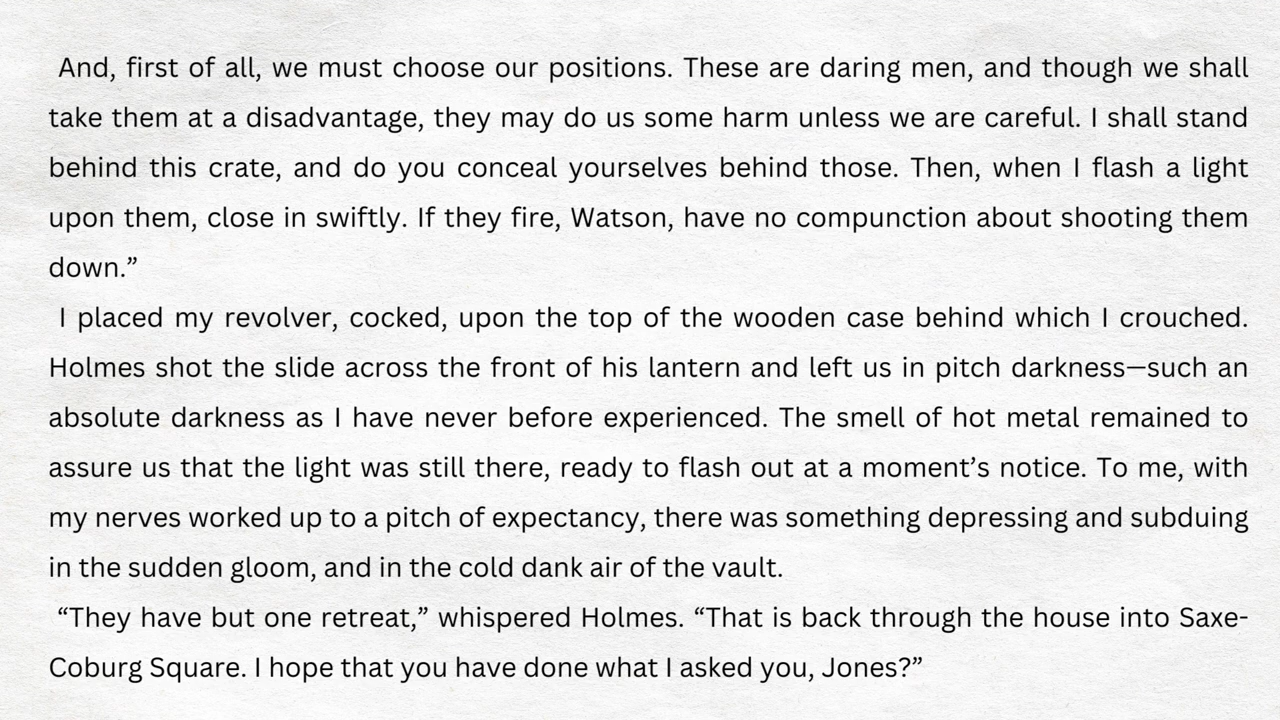 And, first of all, we must choose our positions. These are daring men, and though we shall
take them at a disadvantage, they may do us some harm unless we are careful. I shall stand
behind this crate, and do you conceal yourselves behind those. Then, when I flash a light
upon them, close in swiftly. If they fire, Watson, have no compunction about shooting them
down.”
I placed my revolver, cocked, upon the top of the wooden case behind which I crouched.
Holmes shot the slide across the front of his lantern and left us in pitch darkness—such an
absolute darkness as I have never before experienced. The smell of hot metal remained to
assure us that the light was still there, ready to flash out at a moment’s notice. To me, with
my nerves worked up to a pitch of expectancy, there was something depressing and subduing
in the sudden gloom, and in the cold dank air of the vault.
“They have but one retreat,” whispered Holmes. “That is back through the house into Saxe-
Coburg Square. I hope that you have done what I asked you, Jones?”